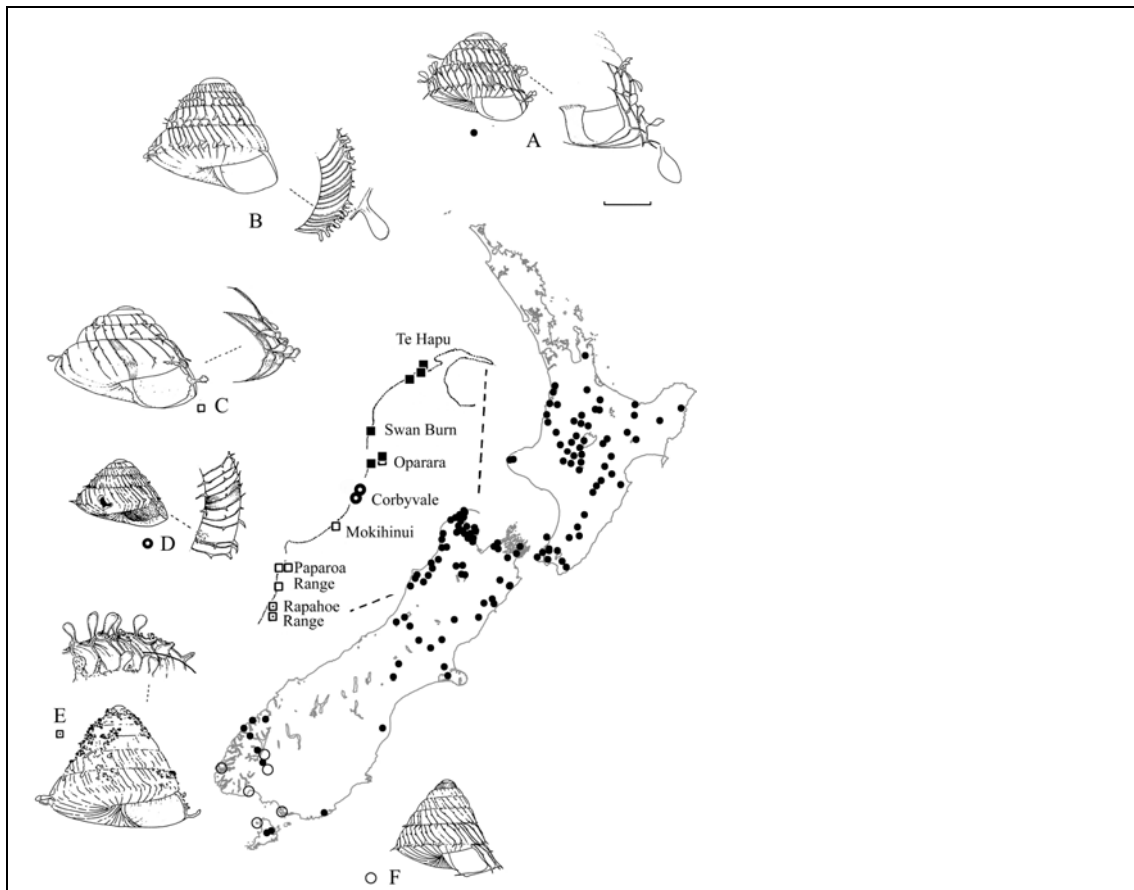 A
B
Te Hapu
C
Swan Burn
Oparara
Corbyvale
D
Mokihinui
Paparoa
Range
Rapahoe
Range
E
F